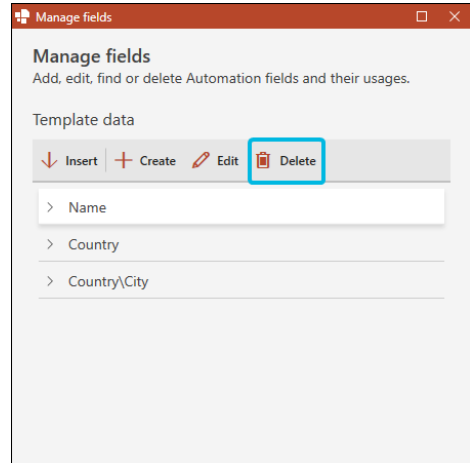 Manage fields
Manage fields
Add, edit, find or delete Automation fields and their usages.
Template data
Insert Create Edit Delete
Name
Country
Country\City